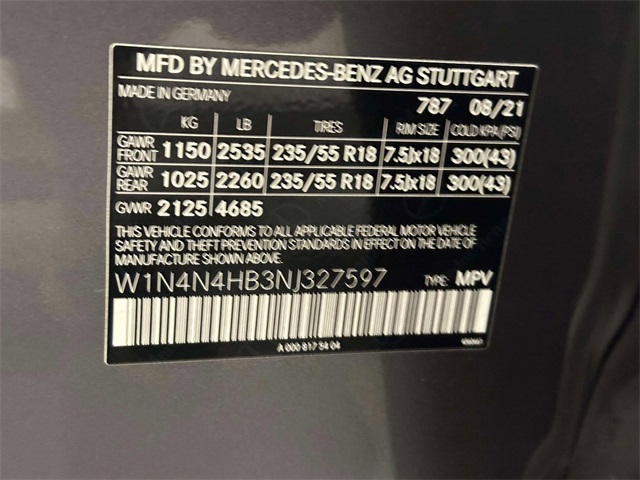 MFD BY MERCEDES-BENZ AG STUTTGART
MADE IN GERMANY 787 08/21
KG LB TIRES RIM SIZE COLD KPA (PSI)
GAWR FRONT 1150 2535 235/55 R18 7.5Jx18 300(43)
GAWR REAR 1025 2260 235/55 R18 7.5Jx18 300(43)
GVWR 2125 4685
THIS VEHICLE CONFORMS TO ALL APPLICABLE FEDERAL MOTOR VEHICLE
SAFETY AND THEFT PREVENTION STANDARDS IN EFFECT ON THE DATE OF
MANUFACTURE SHOWN ABOVE.
W1N4N4HB3NJ327597 TYPE: MPV
A 000 817 54 04